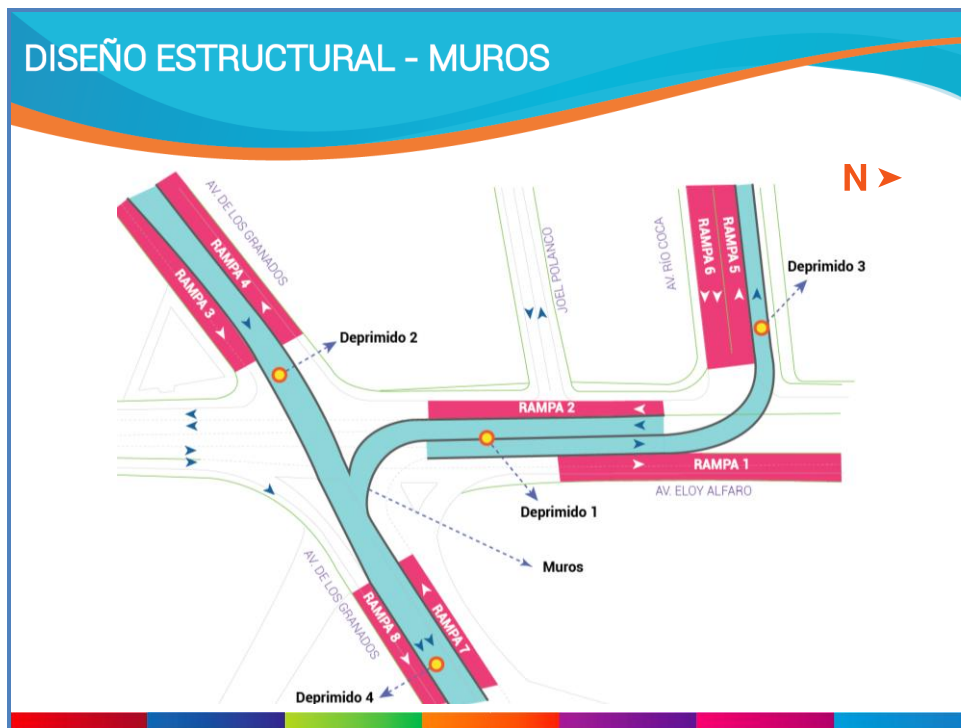 DISEÑO ESTRUCTURAL - MUROS
N
AV. DE LOS GRANADOS
RAMPA 4
RAMPA 3
JOEL POLANCO
AV. RÍO COCA
RAMPA 6
RAMPA 5
Deprimido 3
Deprimido 2
RAMPA 2
RAMPA 1
AV. ELOY ALFARO
Deprimido 1
Muros
AV. DE LOS GRANADOS
RAMPA 8
RAMPA 7
Deprimido 4